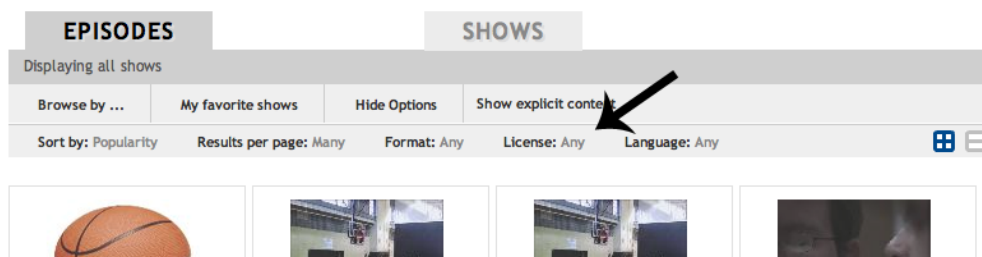 EPISODES SHOWS
Displaying all shows
Browse by ... My favorite shows Hide Options Show explicit content
Sort by: Popularity Results per page: Many Format: Any License: Any Language: Any